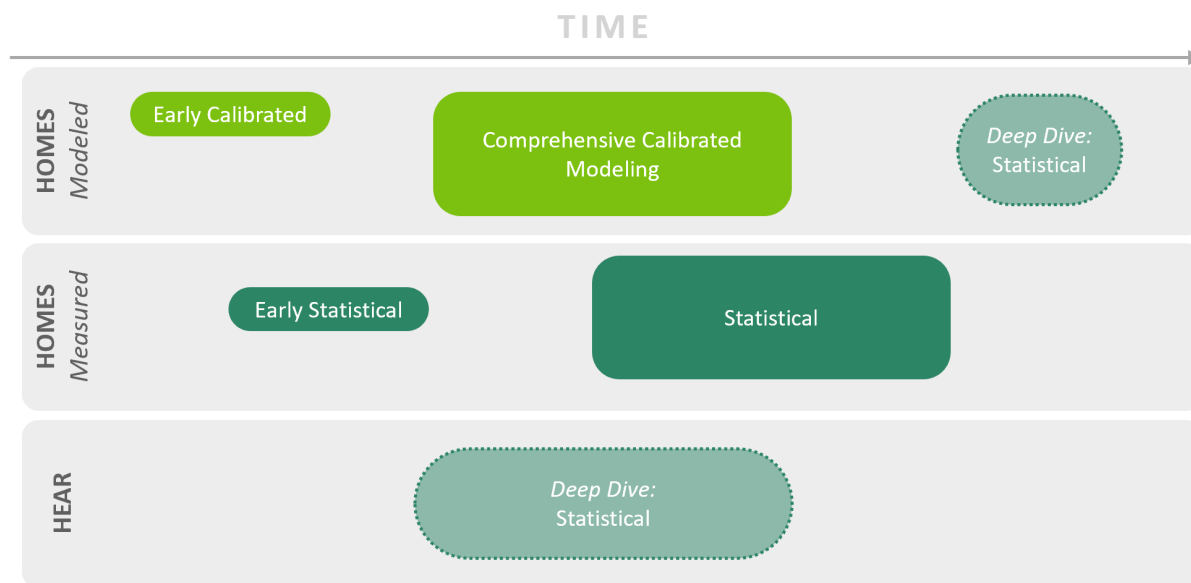 TIME
HOMES
Modeled
Early Calibrated
Comprehensive Calibrated
Modeling
Deep Dive:
Statistical
HOMES
Measured
Early Statistical
Statistical
HEAR
Deep Dive:
Statistical